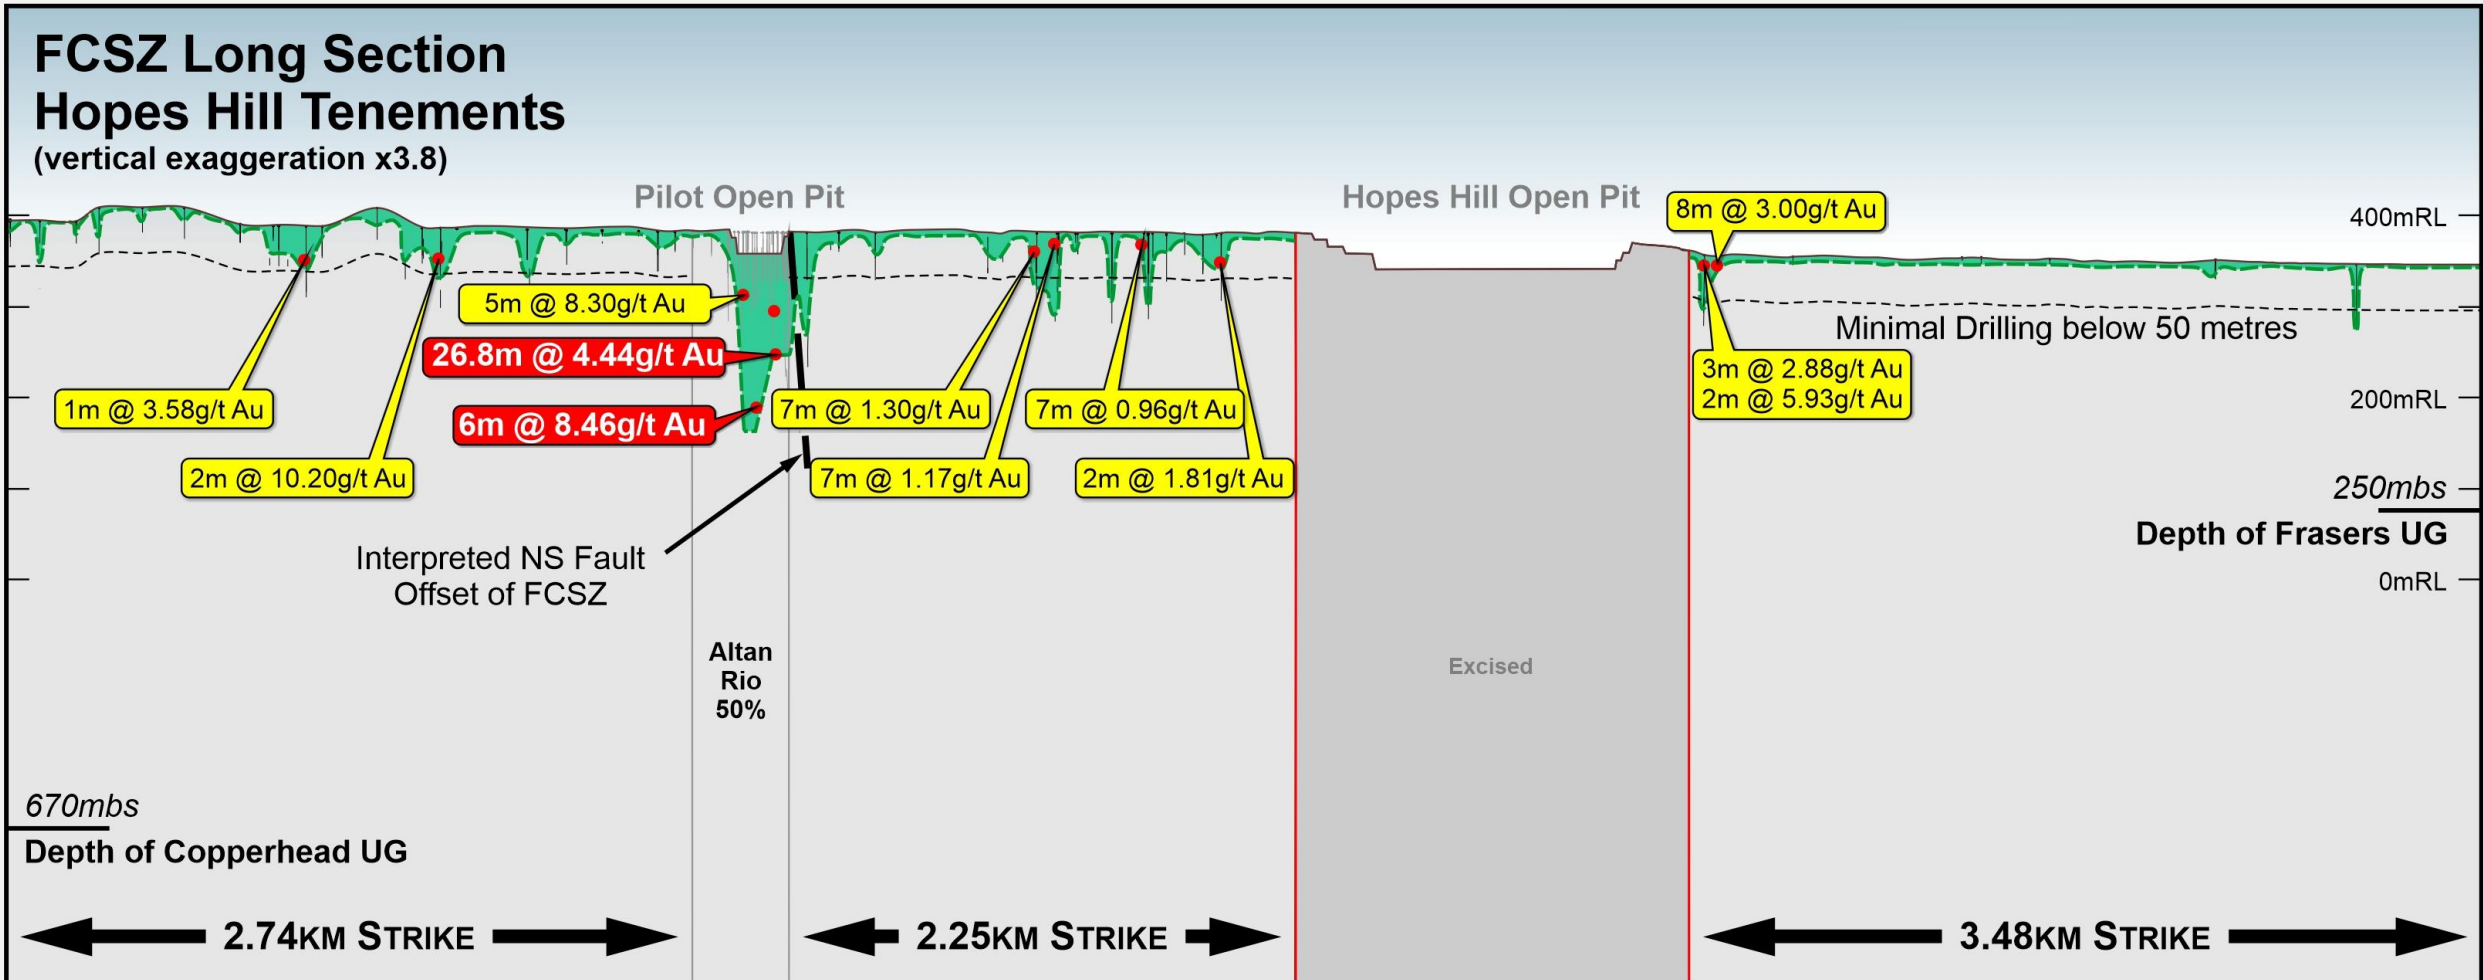 FCSZ Long Section
Hopes Hill Tenements
(vertical exaggeration x3.8)
Pilot Open Pit
Hopes Hill Open Pit
8m @ 3.00g/t Au
400mRL
5m @ 8.30g/t Au
26.8m @ 4.44g/t Au
6m @ 8.46g/t Au
1m @ 3.58g/t Au
2m @ 10.20g/t Au
7m @ 1.30g/t Au
7m @ 0.96g/t Au
7m @ 1.17g/t Au
2m @ 1.81g/t Au
Minimal Drilling below 50 metres
3m @ 2.88g/t Au
2m @ 5.93g/t Au
200mRL
250mbs
Depth of Frasers UG
0mRL
Interpreted NS Fault
Offset of FCSZ
Altan
Rio
50%
Excised
670mbs
Depth of Copperhead UG
2.74KM STRIKE
2.25KM STRIKE
3.48KM STRIKE